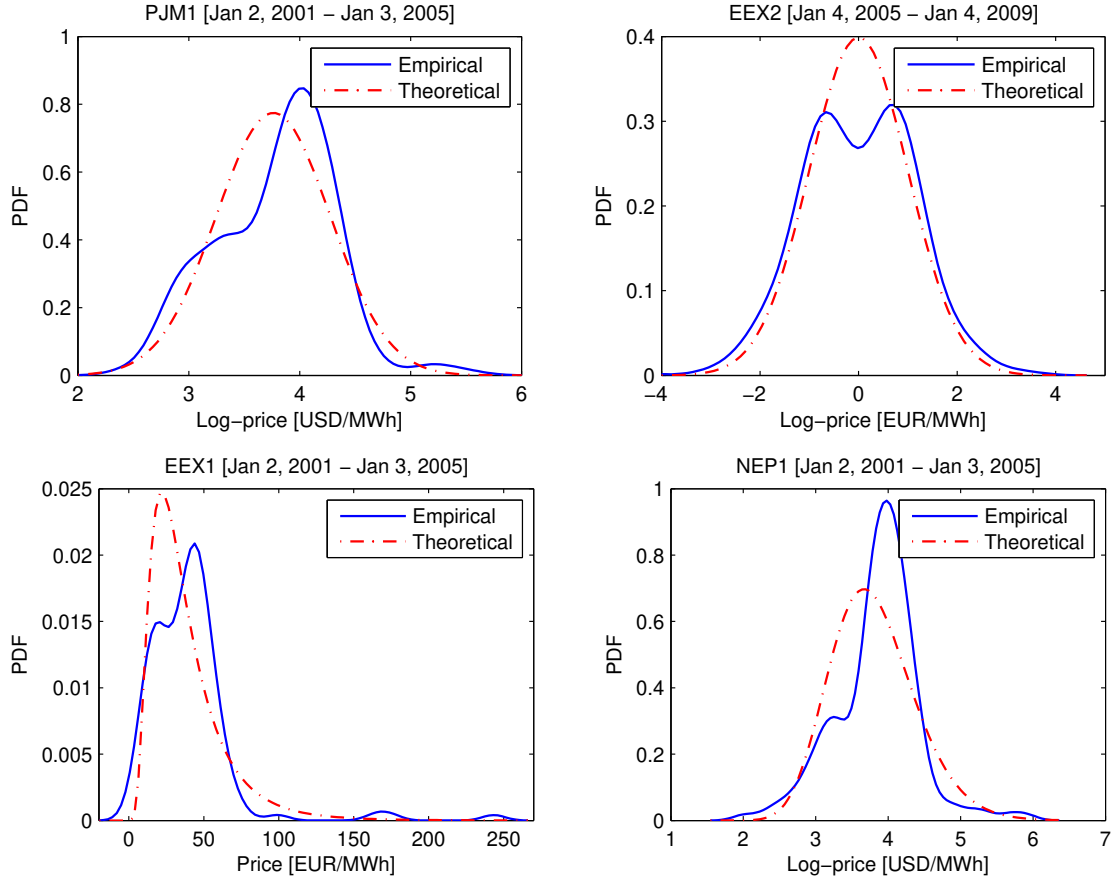 PJM1 [Jan 2, 2001 − Jan 3, 2005]
1
0.8
0.6
0.4
0.2
0
2
3
4
5
6
PDF
Log−price [USD/MWh]
Empirical
Theoretical
EEX2 [Jan 4, 2005 − Jan 4, 2009]
0.4
0.3
0.2
0.1
0
−4
−2
0
2
4
PDF
Log−price [EUR/MWh]
Empirical
Theoretical
EEX1 [Jan 2, 2001 − Jan 3, 2005]
0.025
0.02
0.015
0.01
0.005
0
0
50
100
150
200
250
PDF
Price [EUR/MWh]
Empirical
Theoretical
NEP1 [Jan 2, 2001 − Jan 3, 2005]
1
0.8
0.6
0.4
0.2
0
1
2
3
4
5
6
7
PDF
Log−price [USD/MWh]
Empirical
Theoretical